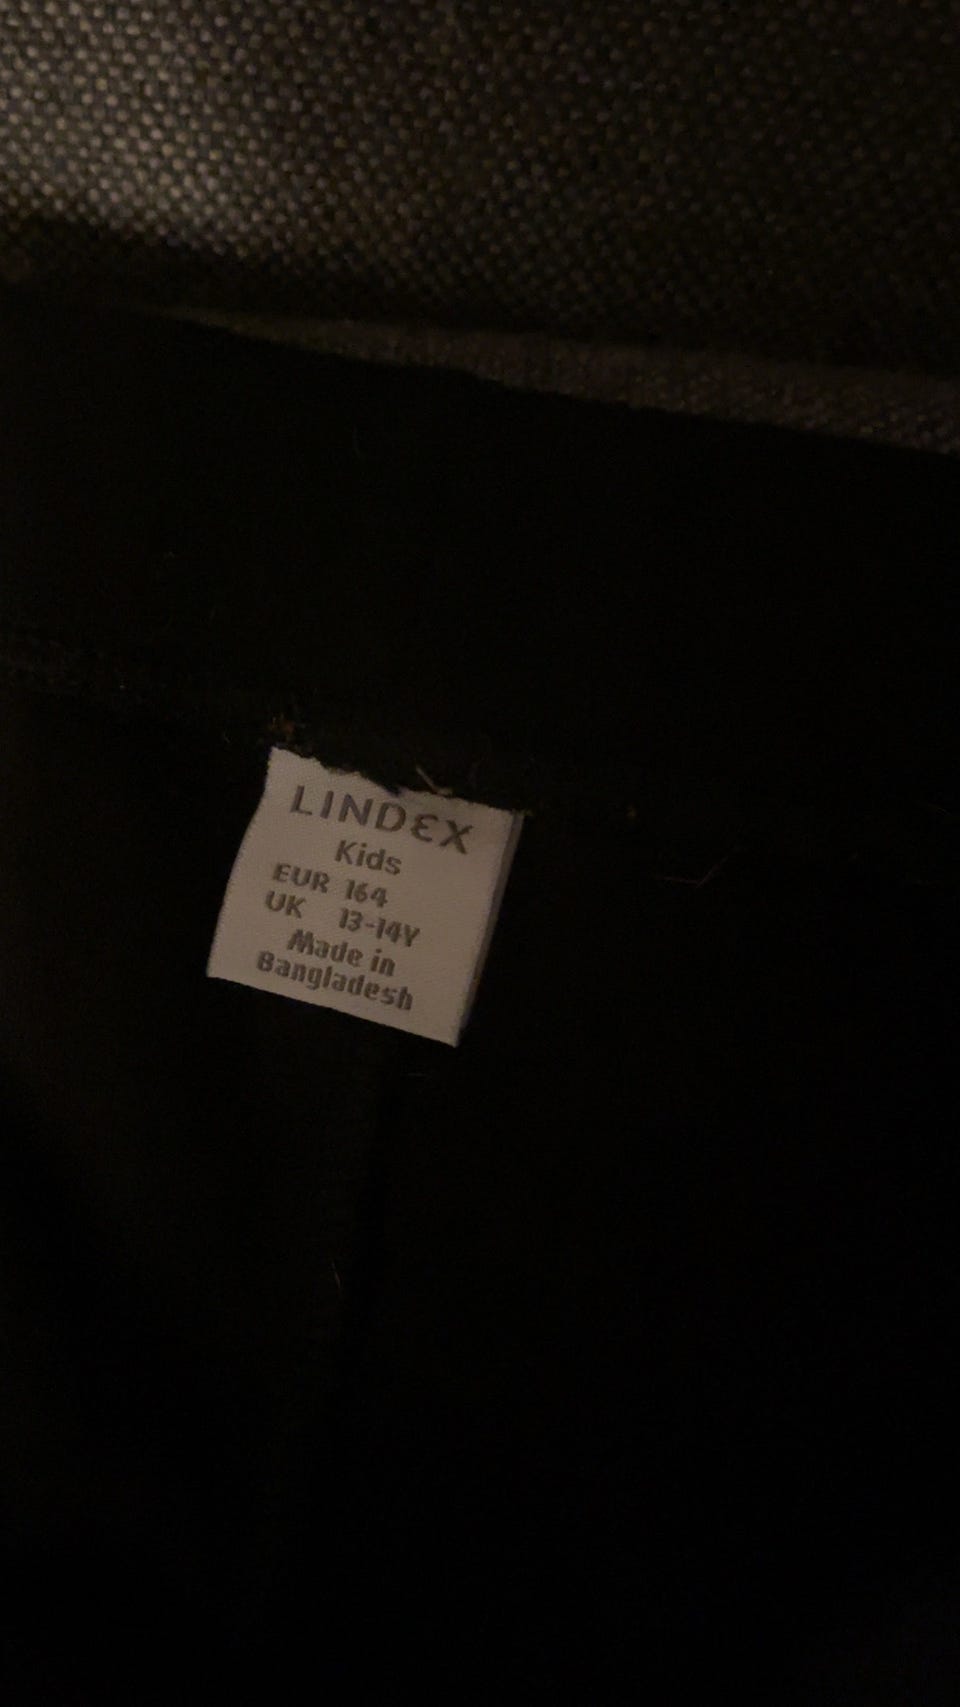 LINDEX
Kids
EUR 164
UK 13-14Y
Made in
Bangladesh